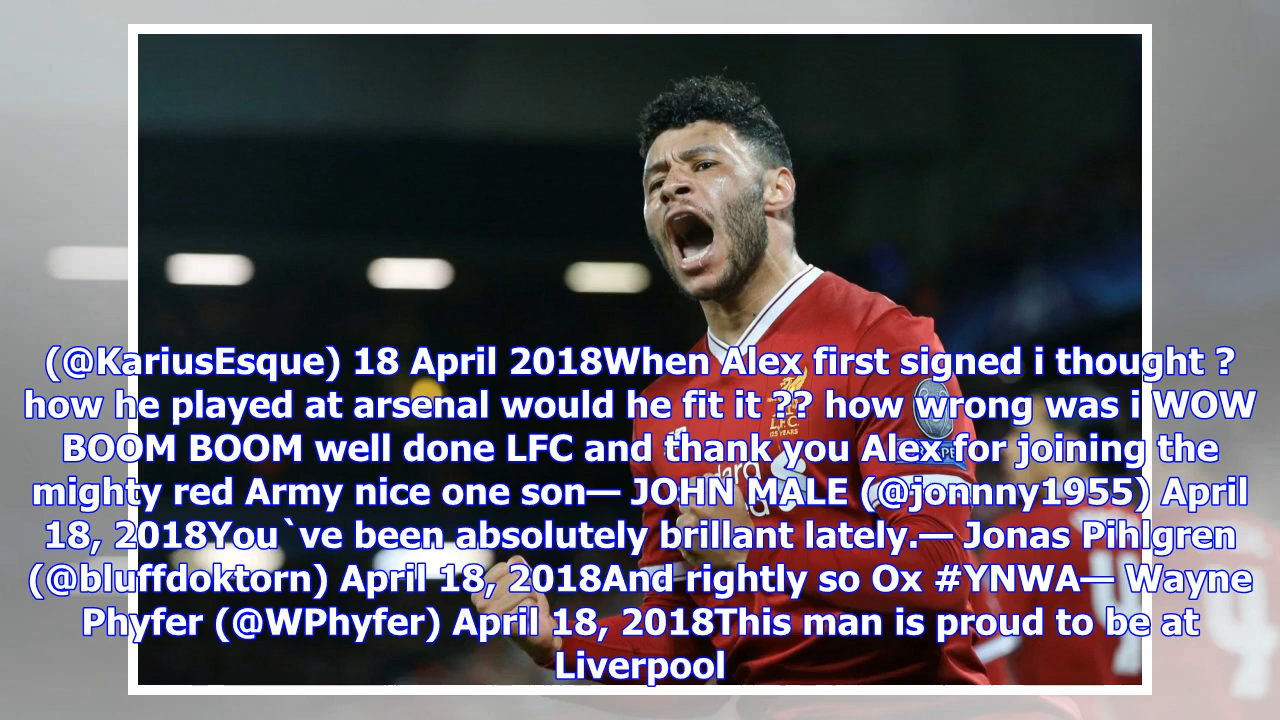 (@KariusEsque) 18 April 2018When Alex first signed i thought ?
how he played at arsenal would he fit it ?? how wrong was i WOW
BOOM BOOM well done LFC and thank you Alex for joining the
mighty red Army nice one son— JOHN MALE (@jonnny1955) April
18, 2018You`ve been absolutely brillant lately.— Jonas Pihlgren
(@bluffdoktorn) April 18, 2018And rightly so Ox #YNWA— Wayne
Phyfer (@WPhyfer) April 18, 2018This man is proud to be at
Liverpool
L.F.C.
125 YEARS